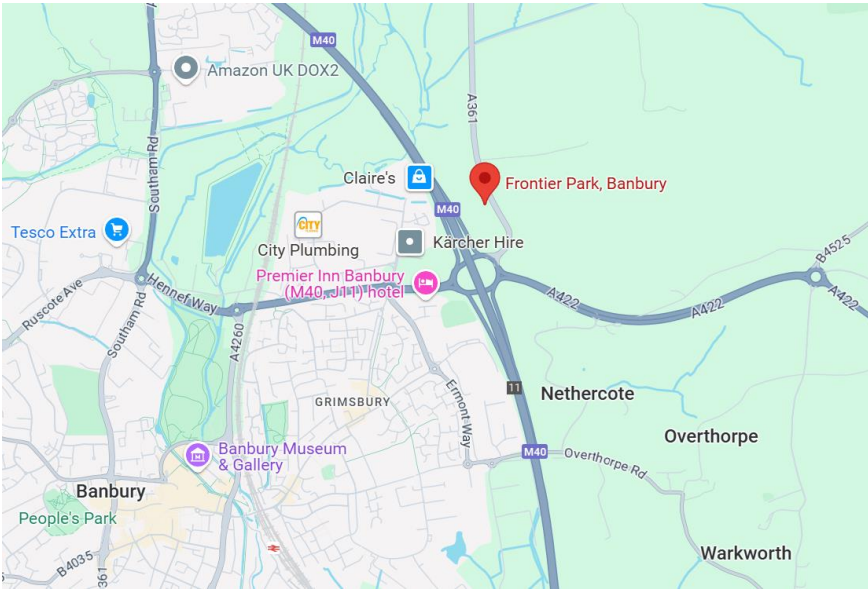 M40
Amazon UK DOX2
A361
Southam Rd
Claire's
Frontier Park, Banbury
M40
Tesco Extra
CITY
City Plumbing
Kärcher Hire
B4525
Premier Inn Banbury
(M40, J11) hotel
Hennef Way
Ruscote Ave
A422
A422
A422
Southam Rd
A4260
Ermont Way
11
Nethercote
GRIMSBURY
Overthorpe
Banbury Museum
& Gallery
M40
Overthorpe Rd
Banbury
People's Park
Warkworth
B4035
361